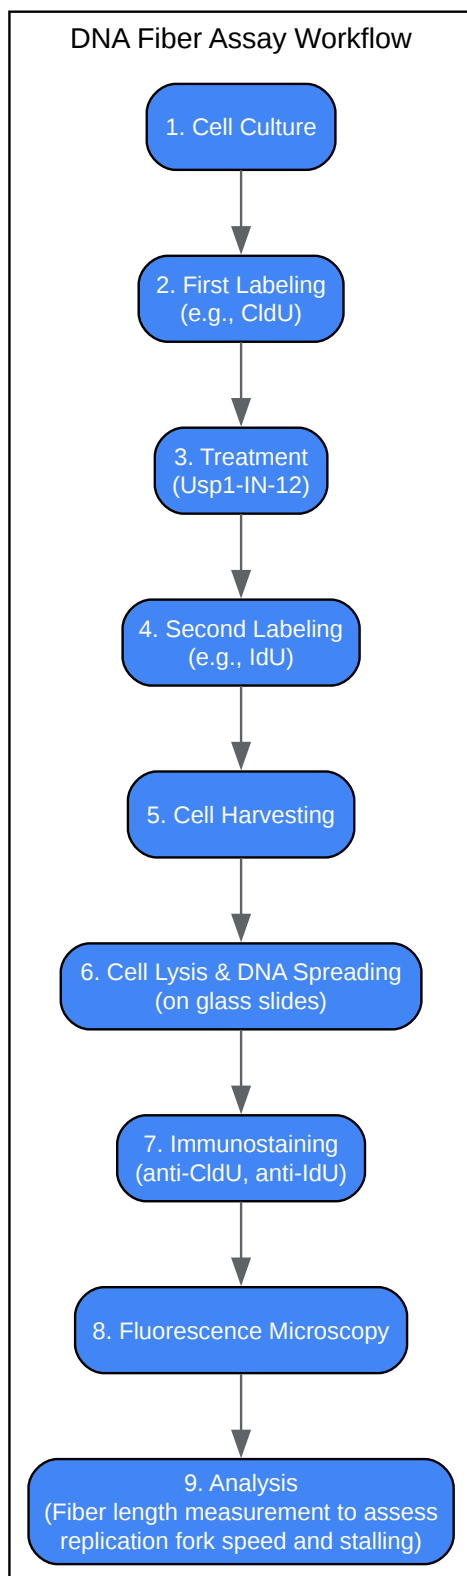 DNA Fiber Assay Workflow
1. Cell Culture
2. First Labeling
(e.g., CldU)
3. Treatment
(Usp1-IN-12)
4. Second Labeling
(e.g., IdU)
5. Cell Harvesting
6. Cell Lysis & DNA Spreading
(on glass slides)
7. Immunostaining
(anti-CldU, anti-IdU)
8. Fluorescence Microscopy
9. Analysis
(Fiber length measurement to assess
replication fork speed and stalling)